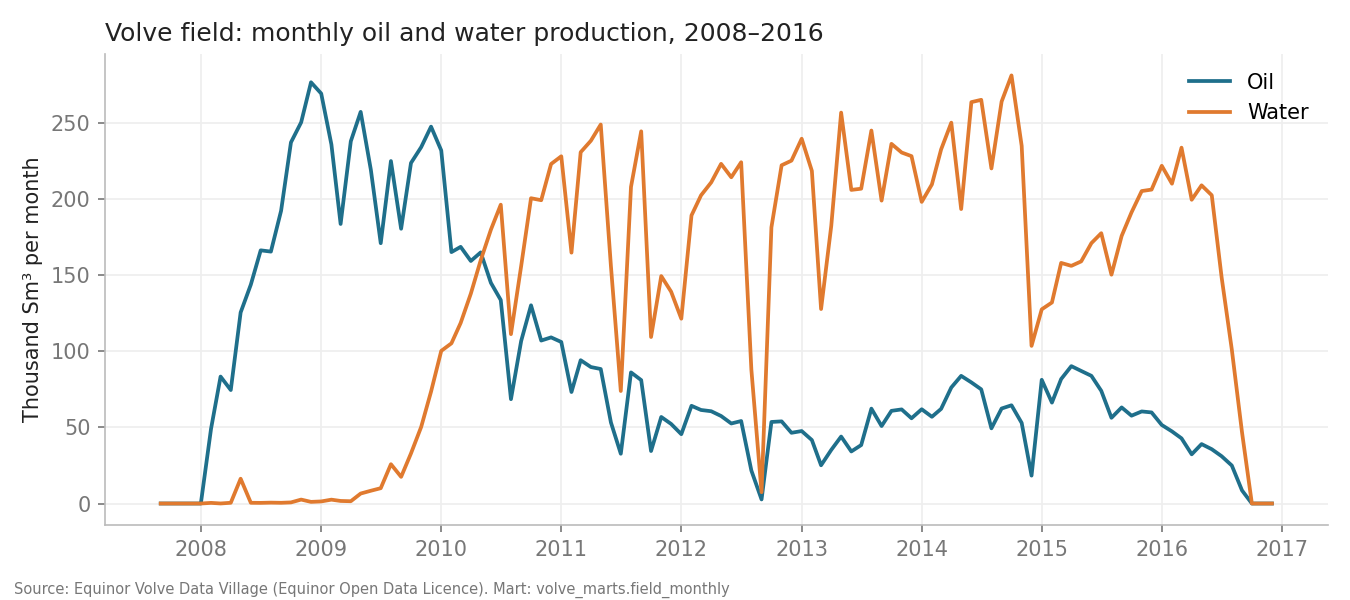 Volve field: monthly oil and water production, 2008–2016
Thousand Sm³ per month
250
200
150
100
50
0
Oil
Water
2008 2009 2010 2011 2012 2013 2014 2015 2016 2017
Source: Equinor Volve Data Village (Equinor Open Data Licence). Mart: volve_marts.field_monthly